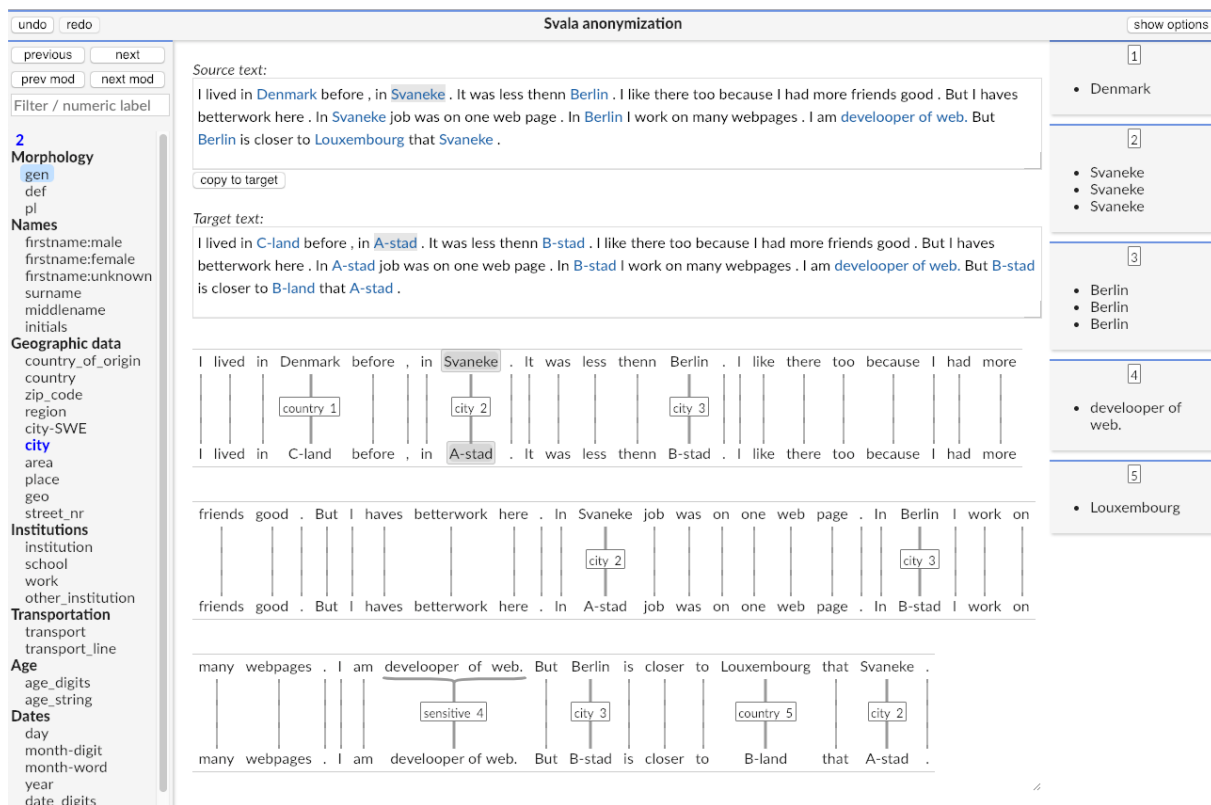 undo redo Svala anonymization show options
previous next
prev mod next mod
Filter / numeric label
2
Morphology
gen
def
pl
Names
firstname:male
firstname:female
firstname:unknown
surname
middlename
initials
Geographic data
country_of_origin
country
zip_code
region
city-SWE
city
area
place
geo
street_nr
Institutions
institution
school
work
other_institution
Transportation
transport
transport_line
Age
age_digits
age_string
Dates
day
month-digit
month-word
year
date_digits
Source text:
I lived in Denmark before , in Svaneke . It was less thenn Berlin . I like there too because I had more friends good . But I haves
betterwork here . In Svaneke job was on one web page . In Berlin I work on many webpages . I am develooper of web. But
Berlin is closer to Louxembourg that Svaneke .
copy to target
Target text:
I lived in C-land before , in A-stad . It was less thenn B-stad . I like there too because I had more friends good . But I haves
betterwork here . In A-stad job was on one web page . In B-stad I work on many webpages . I am develooper of web. But B-stad
is closer to B-land that A-stad .
I lived in Denmark before , in Svaneke . It was less thenn Berlin . I like there too because I had more
country 1 city 2 city 3
I lived in C-land before , in A-stad . It was less thenn B-stad . I like there too because I had more
friends good . But I haves betterwork here . In Svaneke job was on one web page . In Berlin I work on
city 2 city 3
friends good . But I haves betterwork here . In A-stad job was on one web page . In B-stad I work on
many webpages . I am develooper of web. But Berlin is closer to Louxembourg that Svaneke .
sensitive 4 city 3 country 5 city 2
many webpages . I am develooper of web. But B-stad is closer to B-land that A-stad .
1
• Denmark
2
• Svaneke
• Svaneke
• Svaneke
3
• Berlin
• Berlin
• Berlin
4
• develooper of
web.
5
• Louxembourg